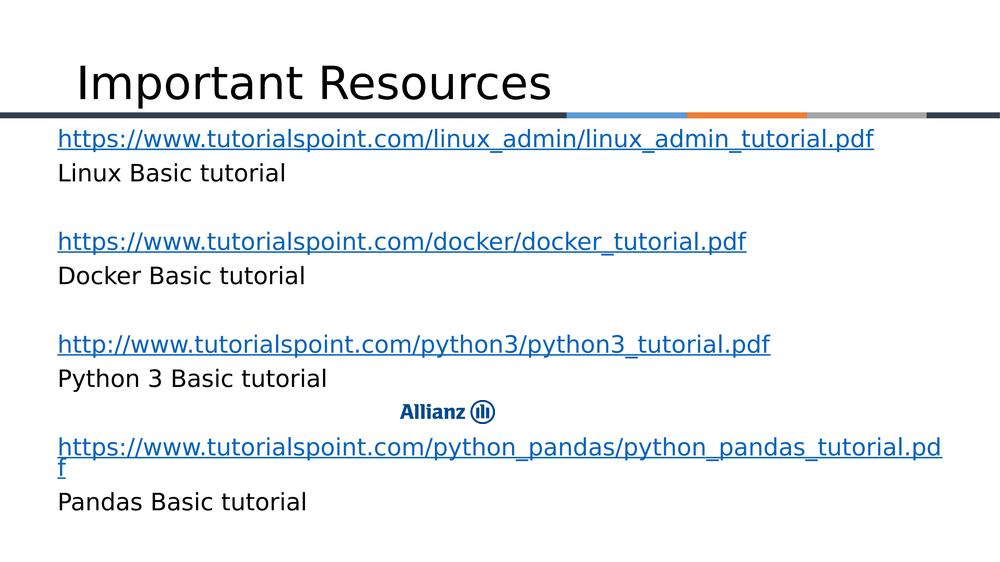 Important Resources
https://www.tutorialspoint.com/linux_admin/linux_admin_tutorial.pdf
Linux Basic tutorial
https://www.tutorialspoint.com/docker/docker_tutorial.pdf
Docker Basic tutorial
http://www.tutorialspoint.com/python3/python3_tutorial.pdf
Python 3 Basic tutorial
Allianz
https://www.tutorialspoint.com/python_pandas/python_pandas_tutorial.pd
f
Pandas Basic tutorial